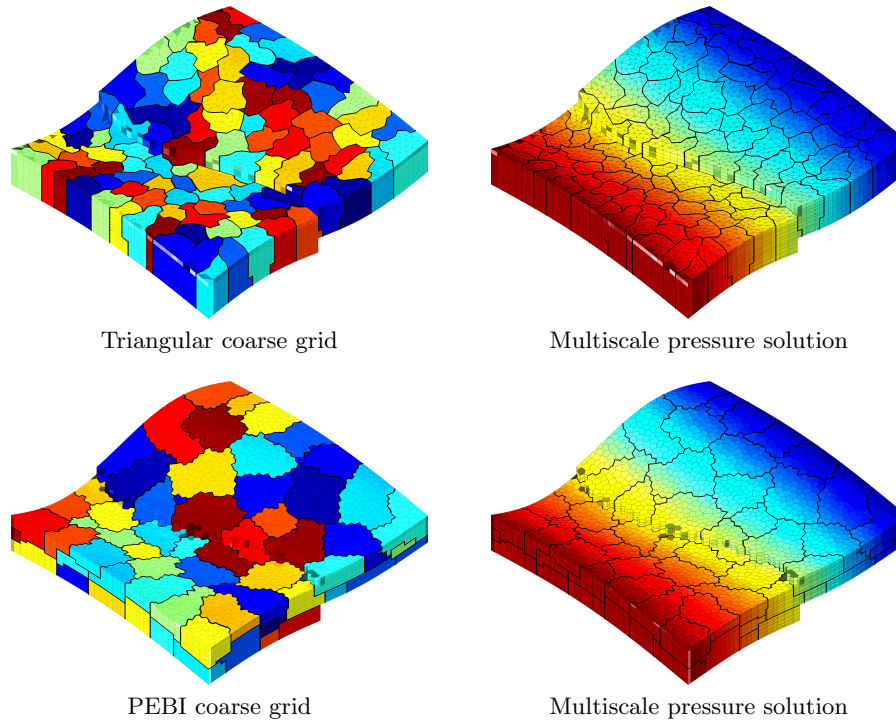 Triangular coarse grid
Multiscale pressure solution
PEBI coarse grid
Multiscale pressure solution